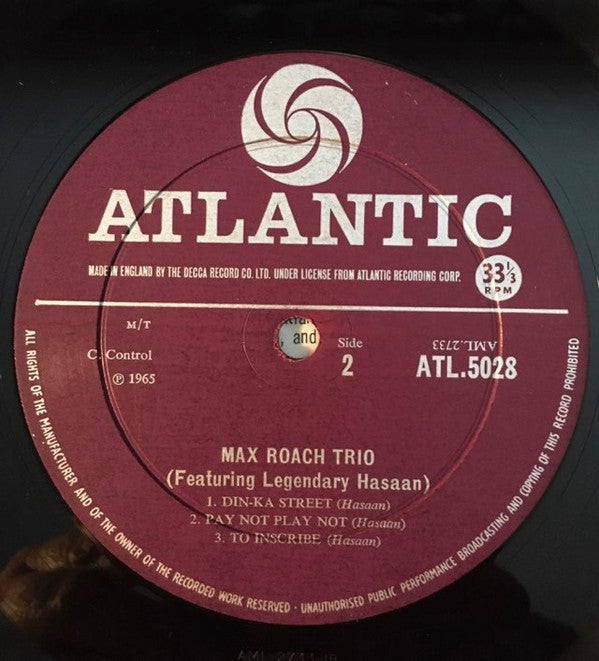 ATLANTIC
MADE IN ENGLAND BY THE DECCA RECORD CO. LTD. UNDER LICENSE FROM ATLANTIC RECORDING CORP.
33 1/3
RPM
M/T
C. Control
℗ 1965
, and
Side
2
AML.2733
ATL.5028
MAX ROACH TRIO
(Featuring Legendary Hasaan)
1. DIN-KA STREET (Hasaan)
2. PAY NOT PLAY NOT (Hasaan)
3. TO INSCRIBE (Hasaan)
ALL RIGHTS OF THE MANUFACTURER AND OF THE OWNER OF THE RECORDED WORK RESERVED · UNAUTHORISED PUBLIC PERFORMANCE BROADCASTING AND COPYING OF THIS RECORD PROHIBITED